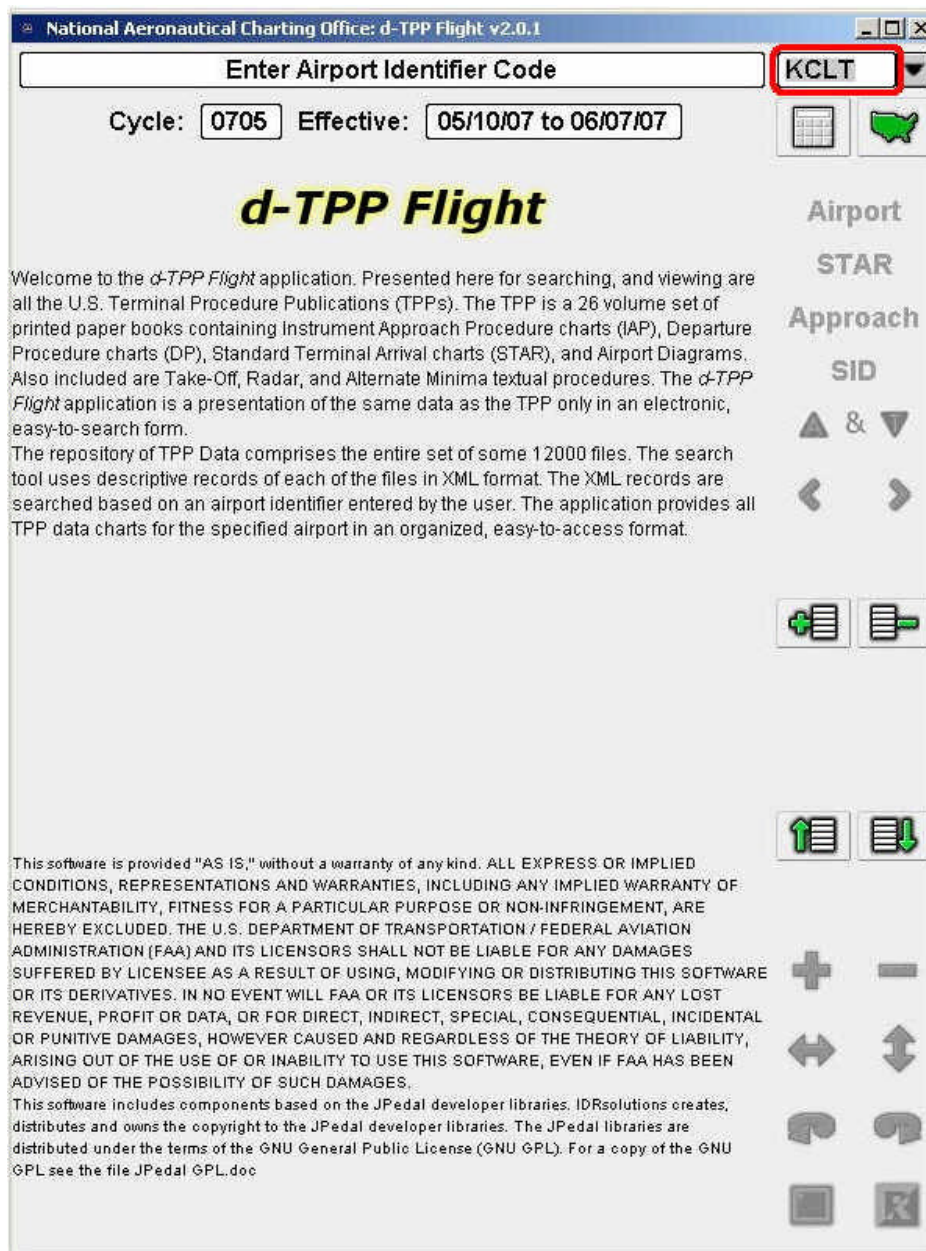 National Aeronautical Charting Office: d-TPP Flight v2.0.1
Enter Airport Identifier Code
KCLT
Cycle: 0705 Effective: 05/10/07 to 06/07/07
d-TPP Flight
Airport
STAR
Approach
SID
&
Welcome to the d-TPP Flight application. Presented here for searching, and viewing are
all the U.S. Terminal Procedure Publications (TPPs). The TPP is a 26 volume set of
printed paper books containing Instrument Approach Procedure charts (IAP), Departure
Procedure charts (DP), Standard Terminal Arrival charts (STAR), and Airport Diagrams.
Also included are Take-Off, Radar, and Alternate Minima textual procedures. The d-TPP
Flight application is a presentation of the same data as the TPP only in an electronic,
easy-to-search form.
The repository of TPP Data comprises the entire set of some 12000 files. The search
tool uses descriptive records of each of the files in XML format. The XML records are
searched based on an airport identifier entered by the user. The application provides all
TPP data charts for the specified airport in an organized, easy-to-access format.
This software is provided "AS IS," without a warranty of any kind. ALL EXPRESS OR IMPLIED
CONDITIONS, REPRESENTATIONS AND WARRANTIES, INCLUDING ANY IMPLIED WARRANTY OF
MERCHANTABILITY, FITNESS FOR A PARTICULAR PURPOSE OR NON-INFRINGEMENT, ARE
HEREBY EXCLUDED. THE U.S. DEPARTMENT OF TRANSPORTATION / FEDERAL AVIATION
ADMINISTRATION (FAA) AND ITS LICENSORS SHALL NOT BE LIABLE FOR ANY DAMAGES
SUFFERED BY LICENSEE AS A RESULT OF USING, MODIFYING OR DISTRIBUTING THIS SOFTWARE
OR ITS DERIVATIVES. IN NO EVENT WILL FAA OR ITS LICENSORS BE LIABLE FOR ANY LOST
REVENUE, PROFIT OR DATA, OR FOR DIRECT, INDIRECT, SPECIAL, CONSEQUENTIAL, INCIDENTAL
OR PUNITIVE DAMAGES, HOWEVER CAUSED AND REGARDLESS OF THE THEORY OF LIABILITY,
ARISING OUT OF THE USE OF OR INABILITY TO USE THIS SOFTWARE, EVEN IF FAA HAS BEEN
ADVISED OF THE POSSIBILITY OF SUCH DAMAGES.
This software includes components based on the JPedal developer libraries. IDRsolutions creates,
distributes and owns the copyright to the JPedal developer libraries. The JPedal libraries are
distributed under the terms of the GNU General Public License (GNU GPL). For a copy of the GNU
GPL see the file JPedal GPL.doc